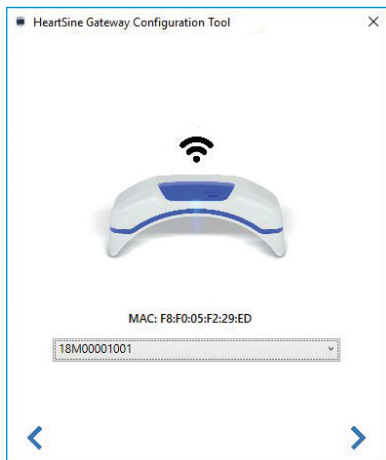 HeartSine Gateway Configuration Tool
MAC: F8:F0:05:F2:29:ED
18M00001001